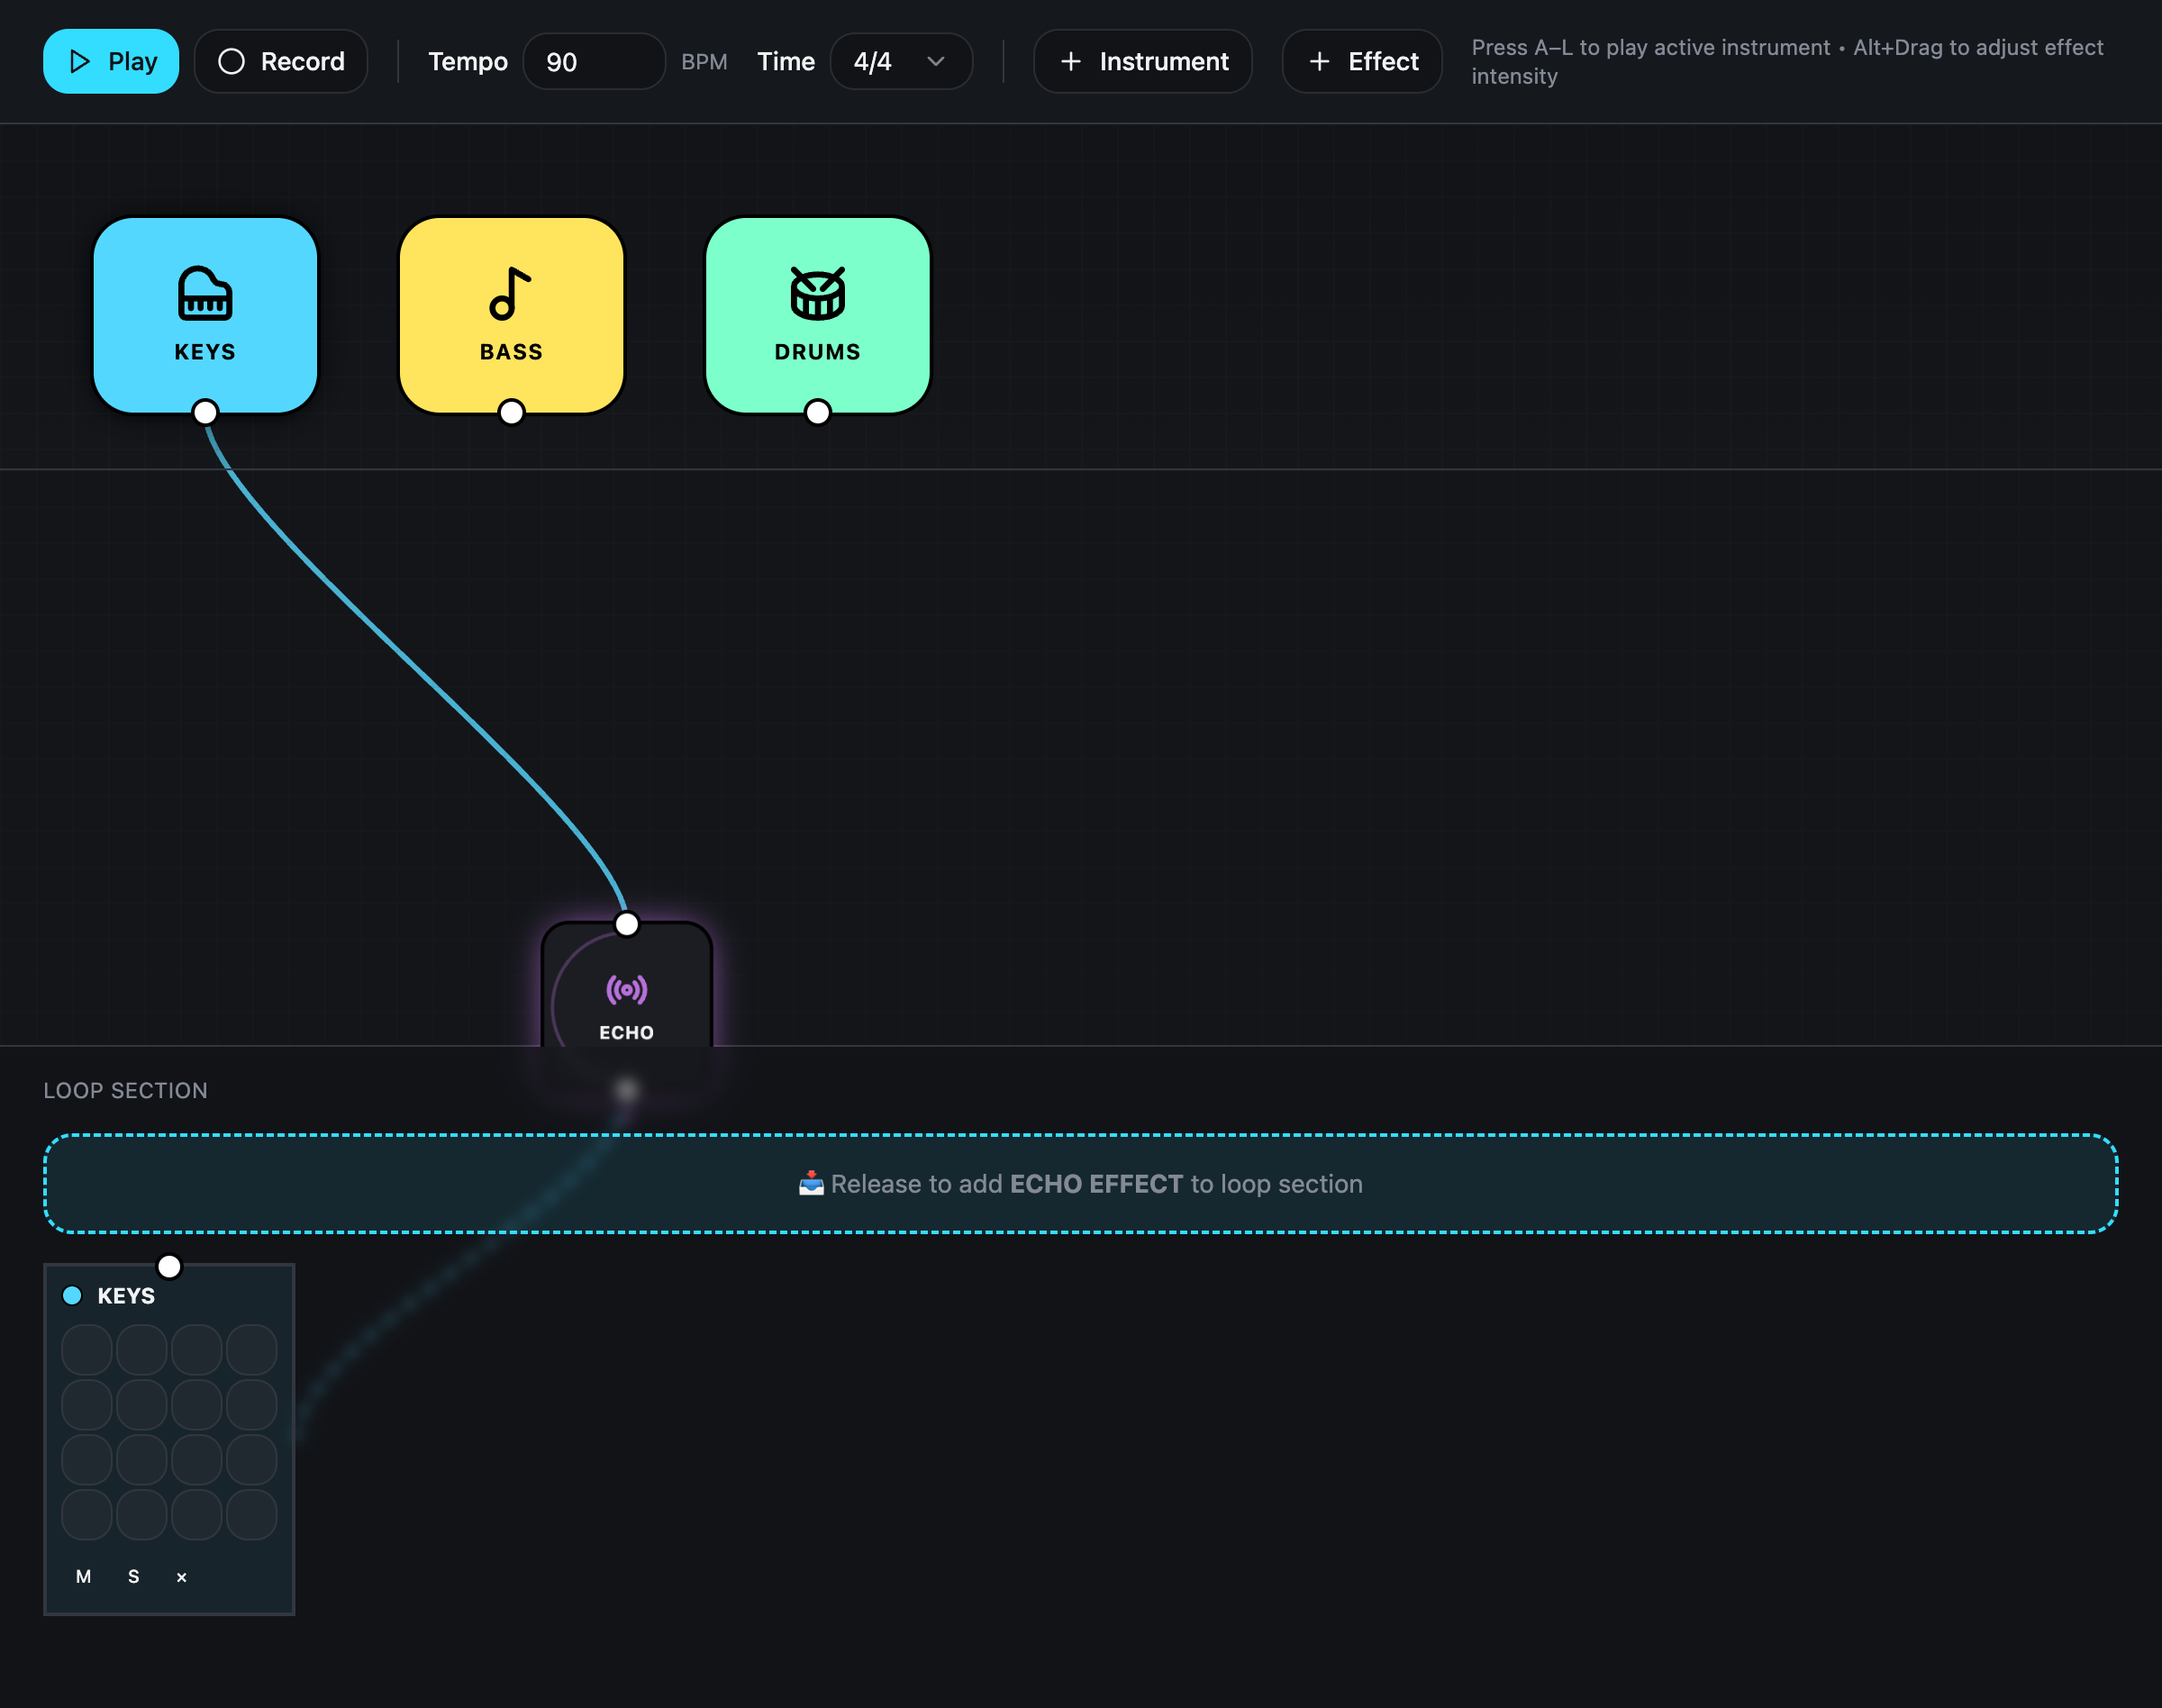 Play
Record
Tempo 90 BPM
Time 4/4
+ Instrument
+ Effect
Press A–L to play active instrument • Alt+Drag to adjust effect
intensity
KEYS
BASS
DRUMS
ECHO
LOOP SECTION
📥 Release to add ECHO EFFECT to loop section
KEYS
M S ×